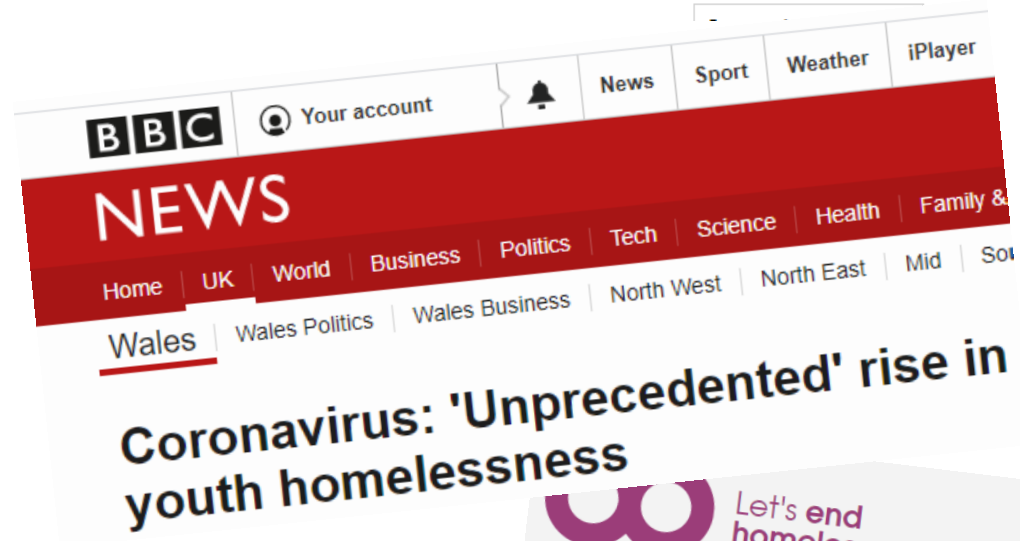 BBC Your account News Sport Weather iPlayer
NEWS
Home UK World Business Politics Tech Science Health Family &
Wales Wales Politics Wales Business North West North East Mid
Coronavirus: 'Unprecedented' rise in
youth homelessness
Let's end